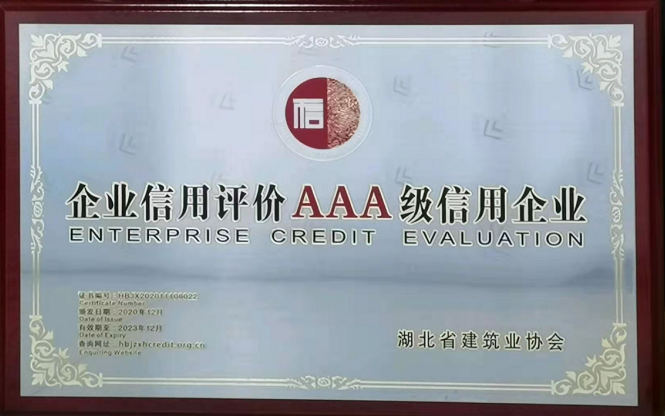 信
企业信用评价AAA级信用企业
ENTERPRISE CREDIT EVALUATION
证书编号：HBJX202011608022
Certificate Number
颁发日期：2020年12月
Date of Issue
有效期至：2023年12月
Date of Expiry
查询网址：hbjzxhcredit.org.cn
Enquiring Website
湖北省建筑业协会